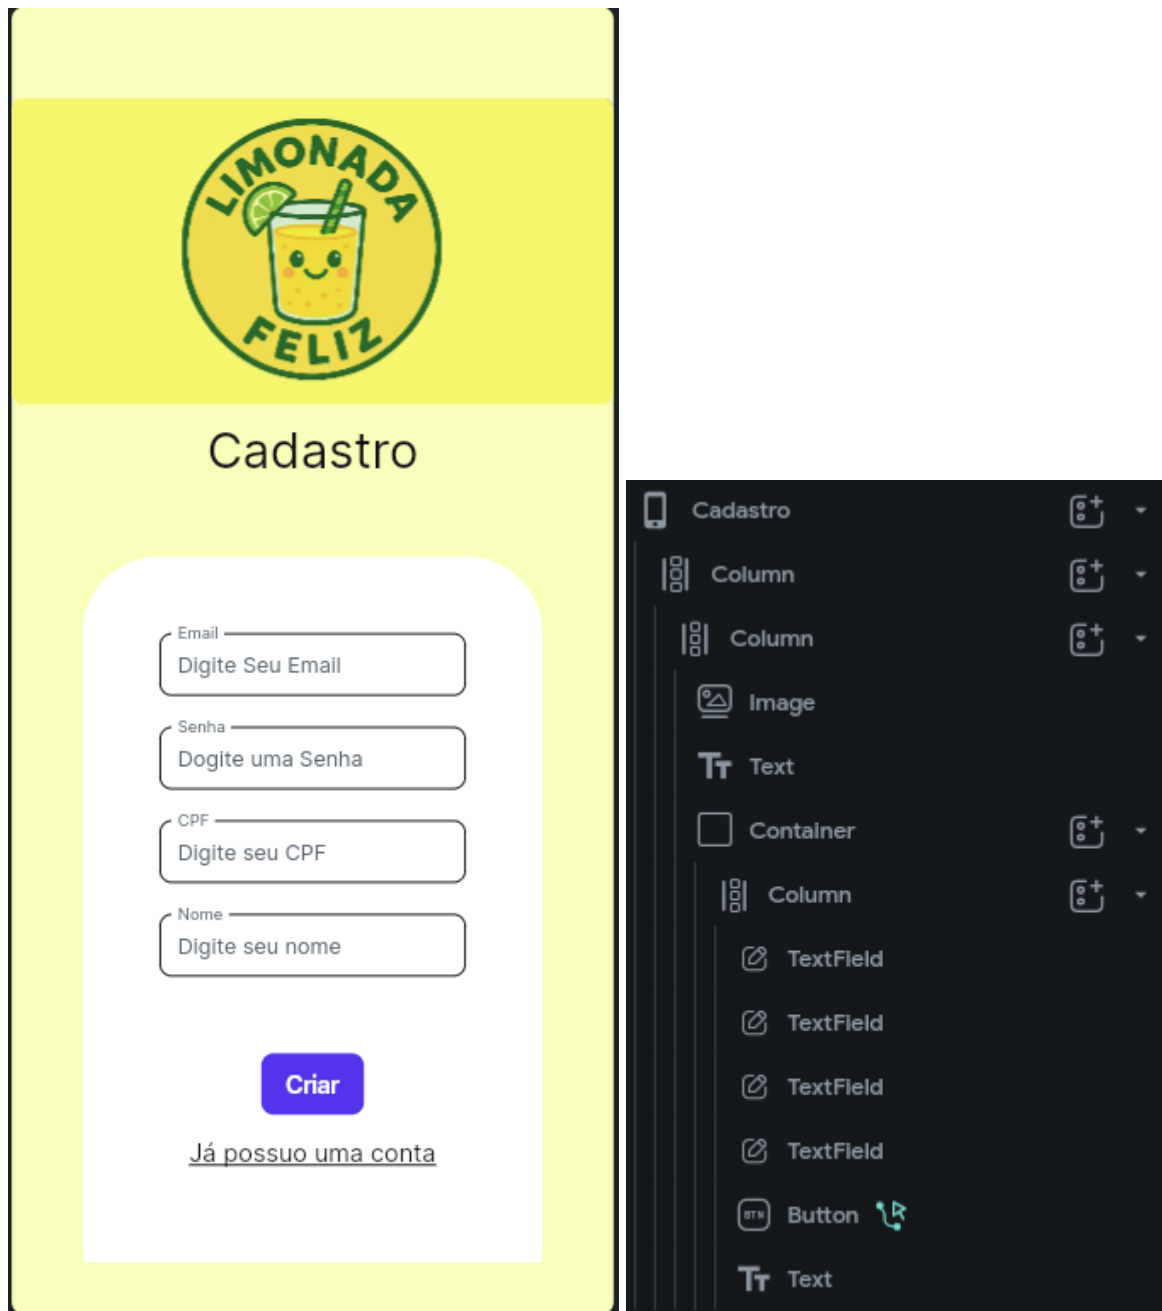 LIMONADA
FELIZ
Cadastro
Email
Digite Seu Email
Senha
Dogite uma Senha
CPF
Digite seu CPF
Nome
Digite seu nome
Criar
Já possuo uma conta
Cadastro
Column
Column
Image
Text
Container
Column
TextField
TextField
TextField
TextField
BTN Button
Text